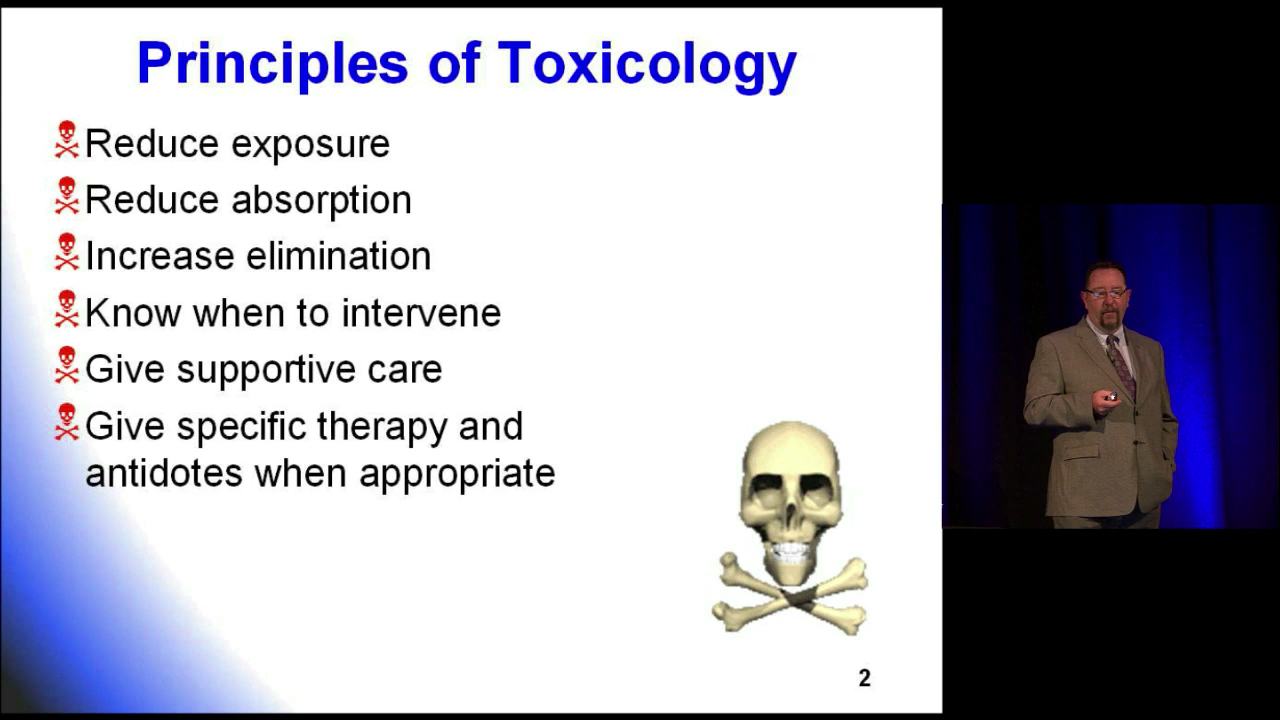 Principles of Toxicology
Reduce exposure
Reduce absorption
Increase elimination
Know when to intervene
Give supportive care
Give specific therapy and
antidotes when appropriate
2